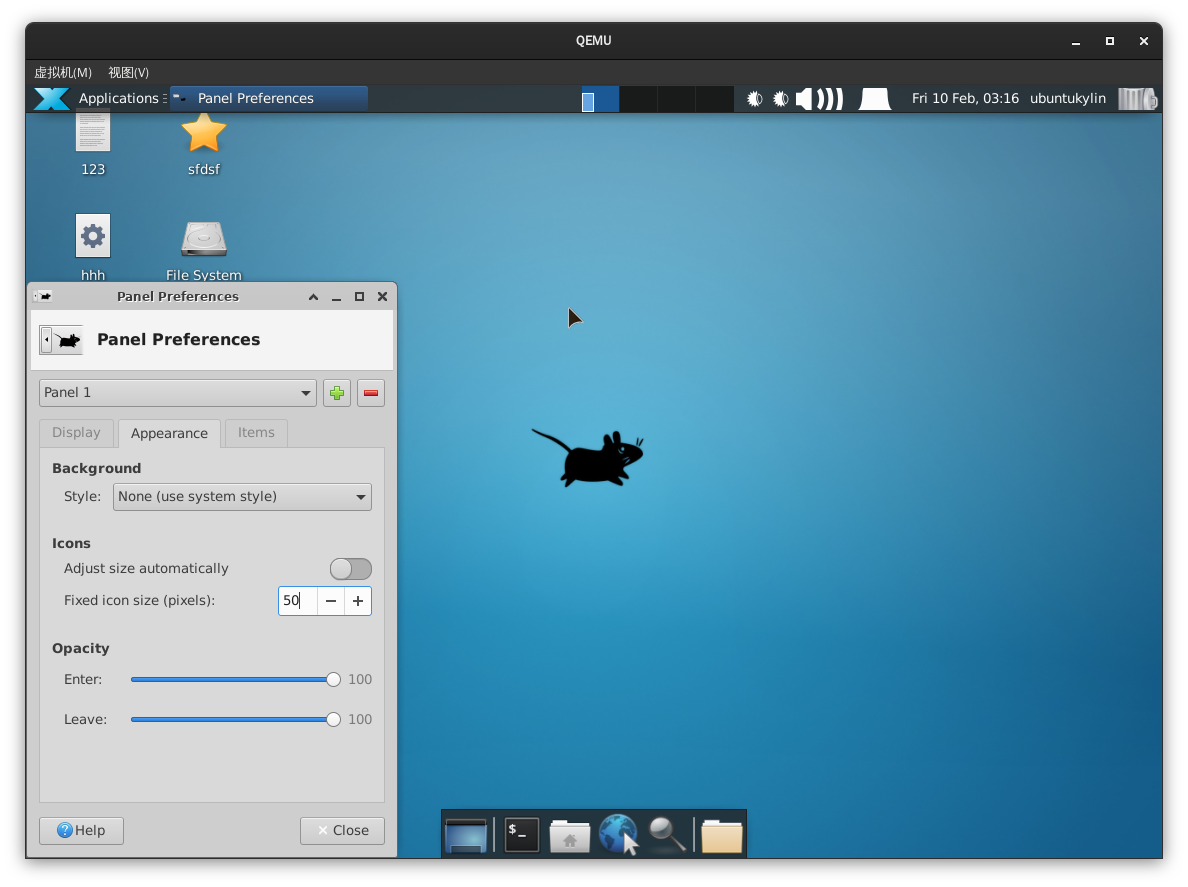 QEMU
虚拟机(M) 视图(V)
Applications Panel Preferences Fri 10 Feb, 03:16 ubuntukylin
123 sfdsf
hhh File System
Panel Preferences
Panel Preferences
Panel 1
Display Appearance Items
Background
Style: None (use system style)
Icons
Adjust size automatically
Fixed icon size (pixels): 50
Opacity
Enter: 100
Leave: 100
Help Close
$_